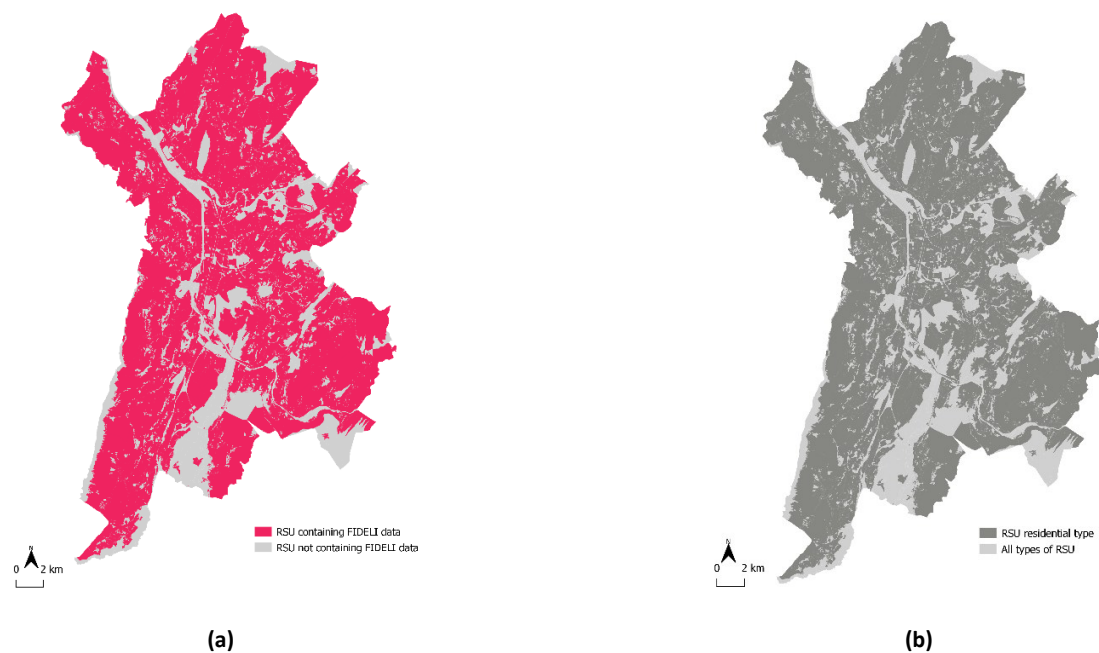 RSU containing FIDELI data
RSU not containing FIDELI data
N
0 2 km
(a)
RSU residential type
All types of RSU
N
0 2 km
(b)